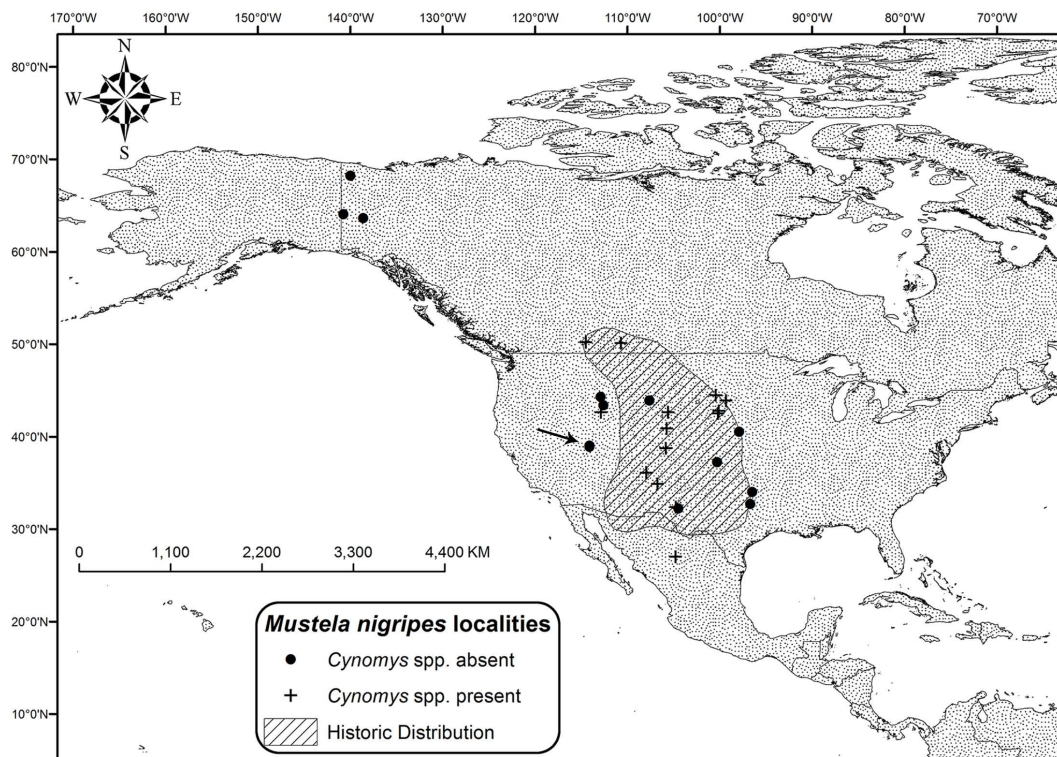 170°0'W 160°0'W 150°0'W 140°0'W 130°0'W 120°0'W 110°0'W 100°0'W 90°0'W 80°0'W 70°0'W
80°0'N
N
W E
S
70°0'N
60°0'N
50°0'N
40°0'N
30°0'N
0 1,100 2,200 3,300 4,400 KM
20°0'N
Mustela nigripes localities
Cynomys spp. absent
Cynomys spp. present
10°0'N
Historic Distribution